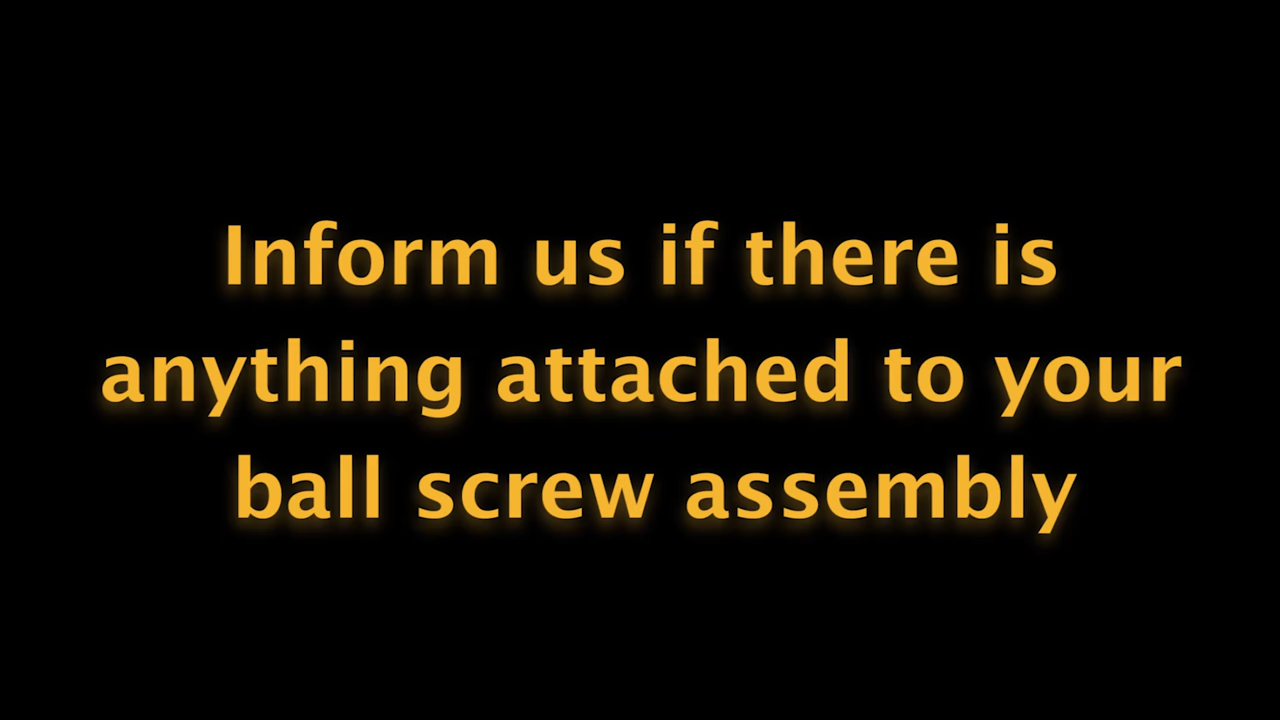 Inform us if there is
anything attached to your
ball screw assembly